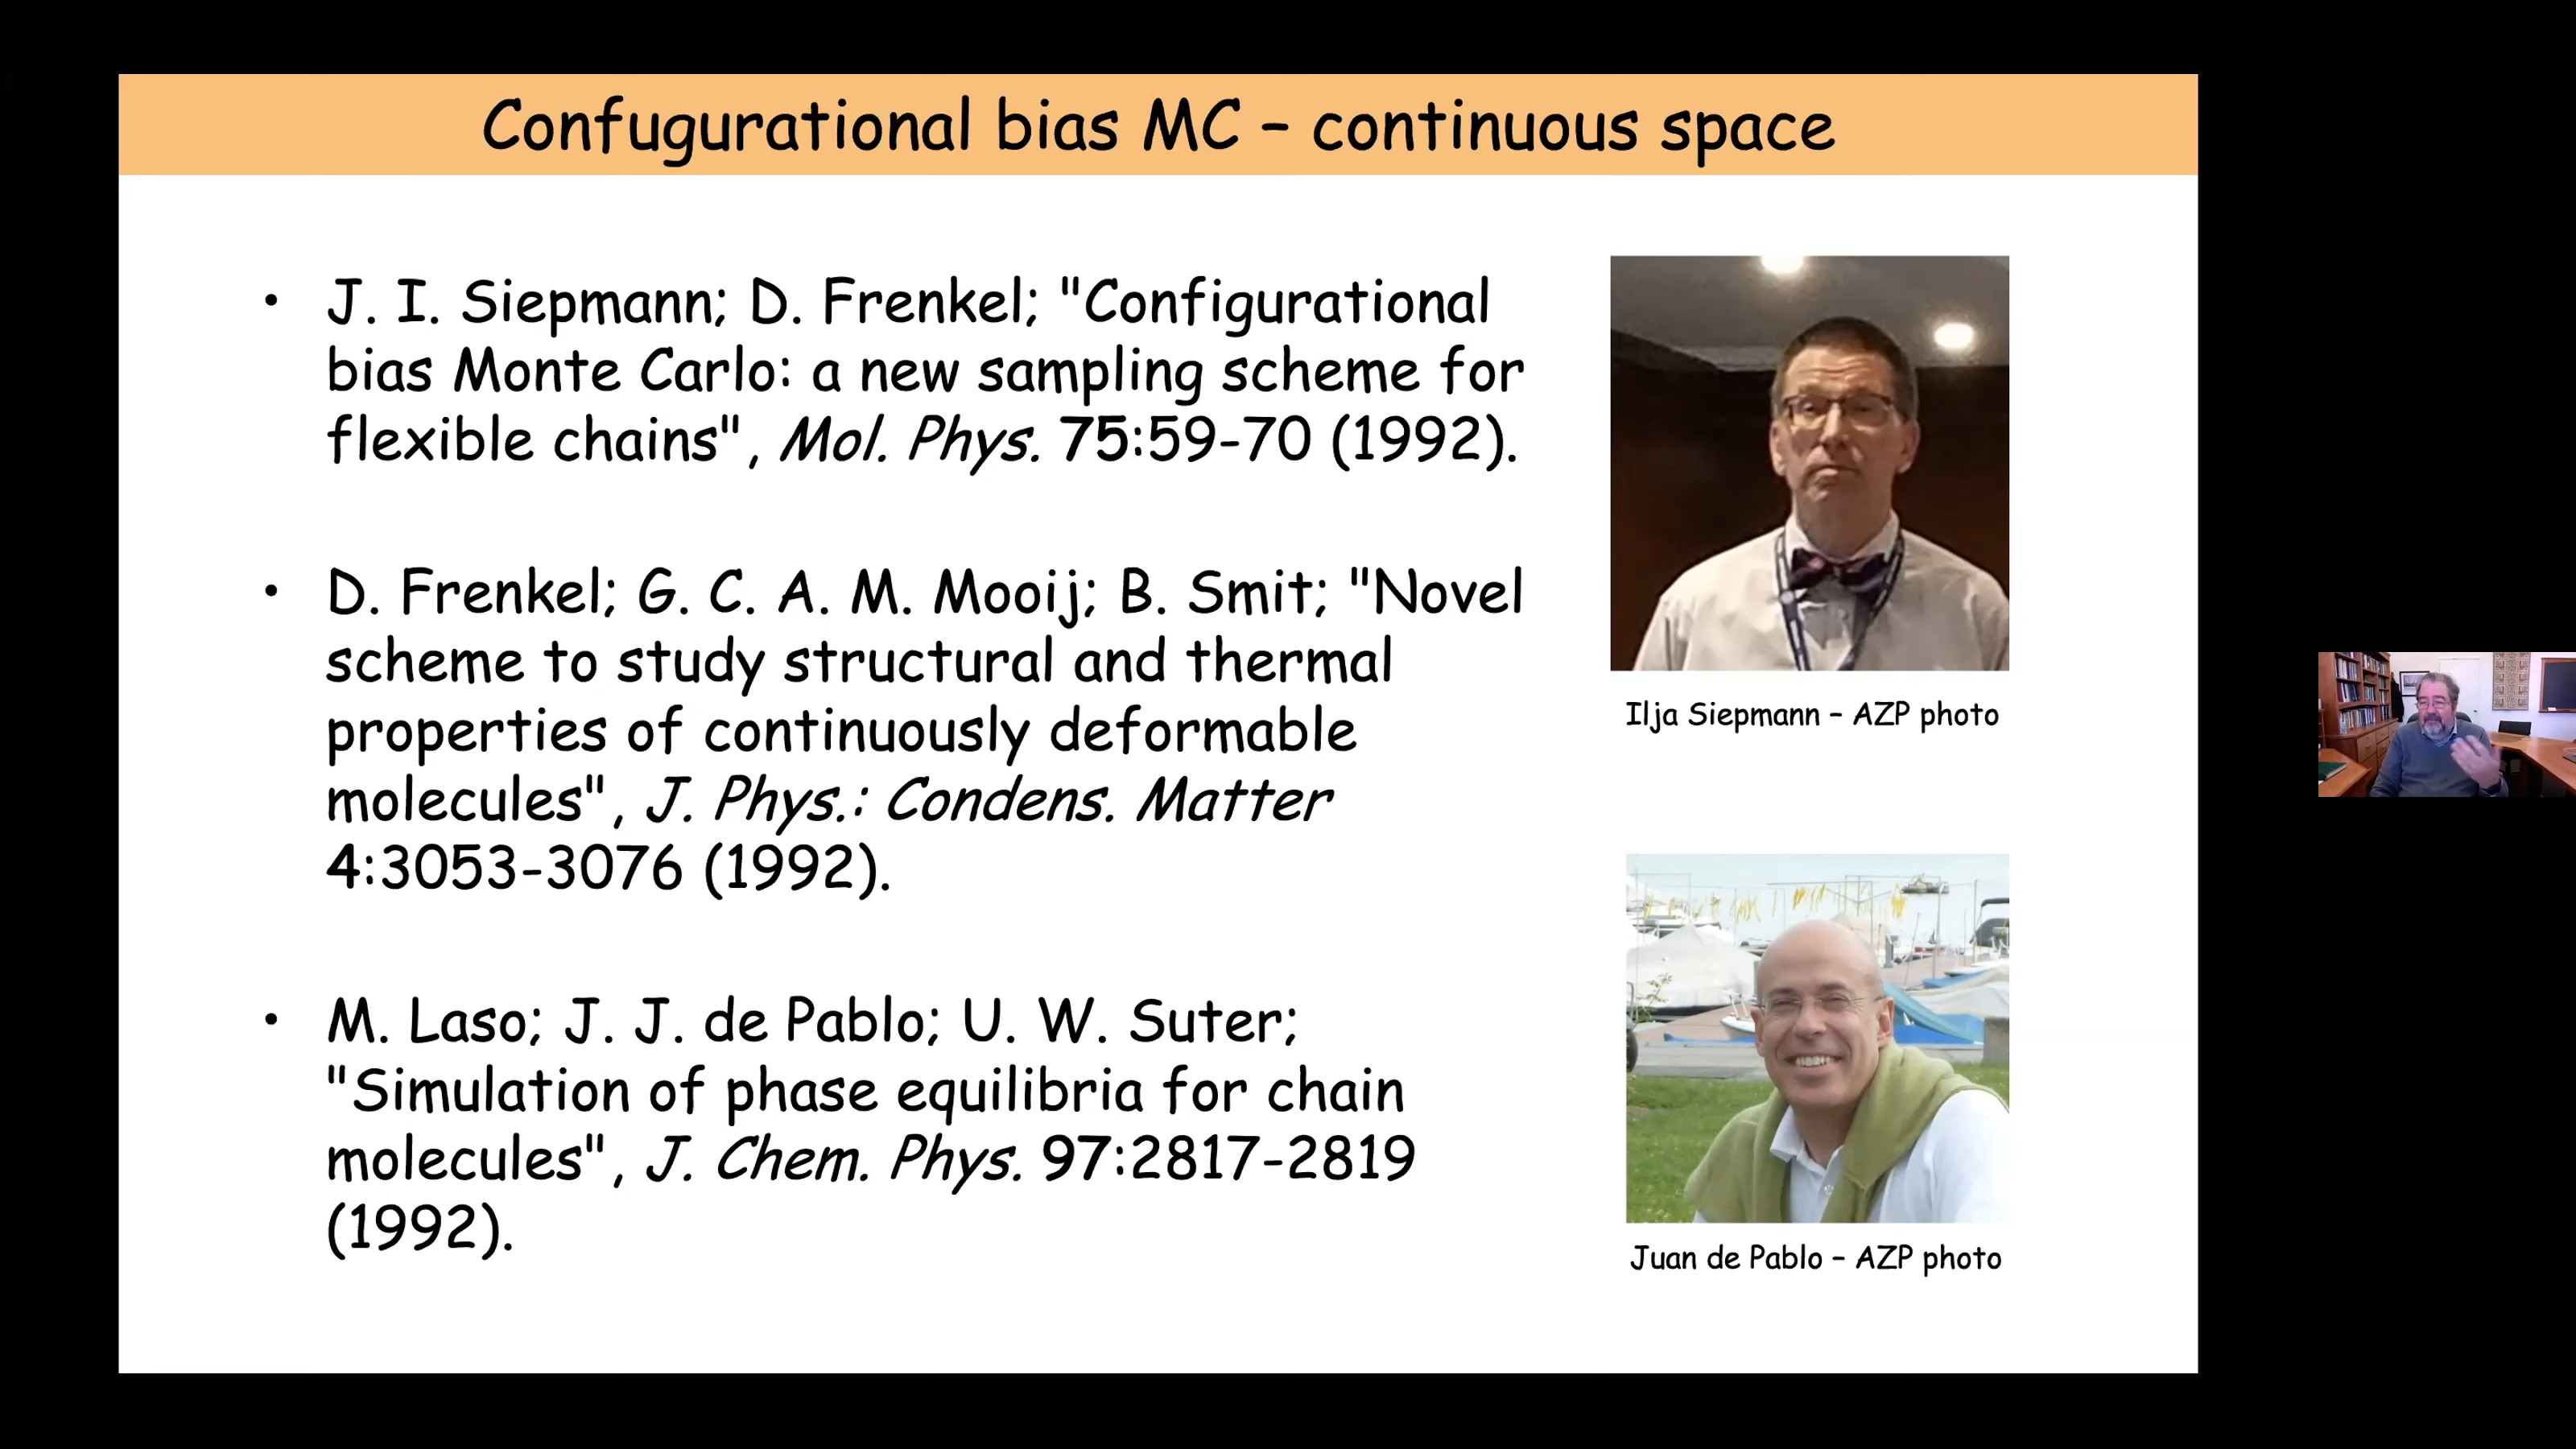 Confugurational bias MC – continuous space
• J. I. Siepmann; D. Frenkel; "Configurational
bias Monte Carlo: a new sampling scheme for
flexible chains", Mol. Phys. 75:59-70 (1992).
• D. Frenkel; G. C. A. M. Mooij; B. Smit; "Novel
scheme to study structural and thermal
properties of continuously deformable
molecules", J. Phys.: Condens. Matter
4:3053-3076 (1992).
• M. Laso; J. J. de Pablo; U. W. Suter;
"Simulation of phase equilibria for chain
molecules", J. Chem. Phys. 97:2817-2819
(1992).
Ilja Siepmann – AZP photo
Juan de Pablo – AZP photo